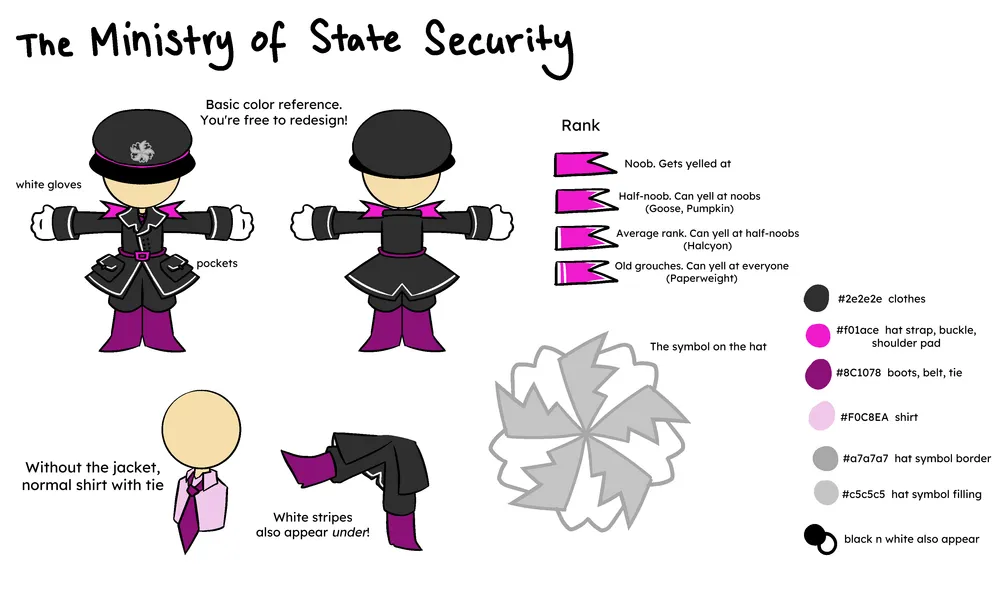 The Ministry of State Security
Basic color reference.
You're free to redesign!
white gloves
pockets
Rank
Noob. Gets yelled at
Half-noob. Can yell at noobs
(Goose, Pumpkin)
Average rank. Can yell at half-noobs
(Halcyon)
Old grouches. Can yell at everyone
(Paperweight)
The symbol on the hat
#2e2e2e clothes
#f01ace hat strap, buckle,
shoulder pad
#8C1078 boots, belt, tie
#F0C8EA shirt
#a7a7a7 hat symbol border
#c5c5c5 hat symbol filling
black n white also appear
Without the jacket,
normal shirt with tie
White stripes
also appear under!